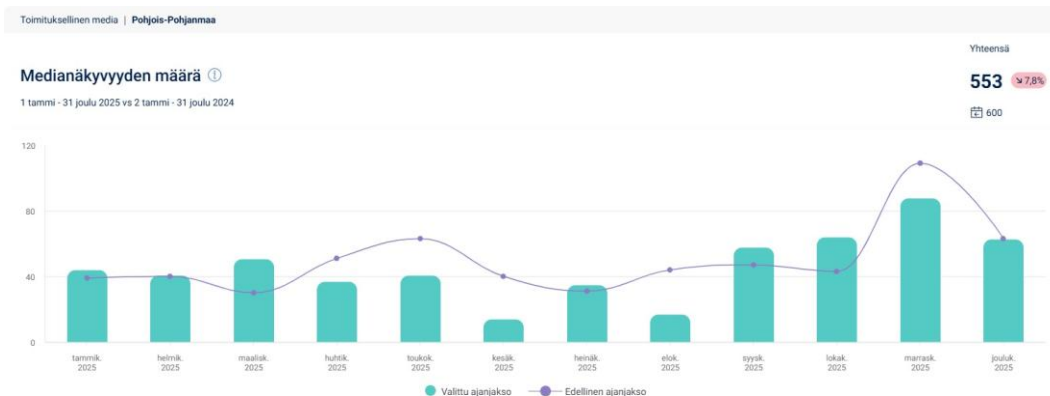 Toimituksellinen media | Pohjois-Pohjanmaa
Yhteensä
Medianäkyvyyden määrä
553 7,8%
1 tammi - 31 joulu 2025 vs 2 tammi - 31 joulu 2024
600
120
80
40
0
tammik. 2025
helmik. 2025
maalisk. 2025
huhtik. 2025
toukok. 2025
kesäk. 2025
heinäk. 2025
elok. 2025
syysk. 2025
lokak. 2025
marrask. 2025
jouluk. 2025
Valittu ajanjakso
Edellinen ajanjakso